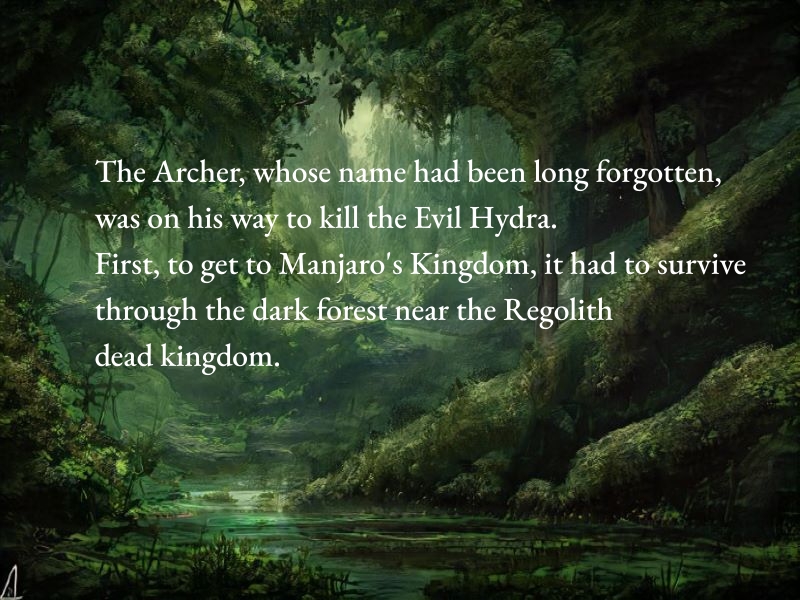 The Archer, whose name had been long forgotten,
was on his way to kill the Evil Hydra.
First, to get to Manjaro's Kingdom, it had to survive
through the dark forest near the Regolith
dead kingdom.